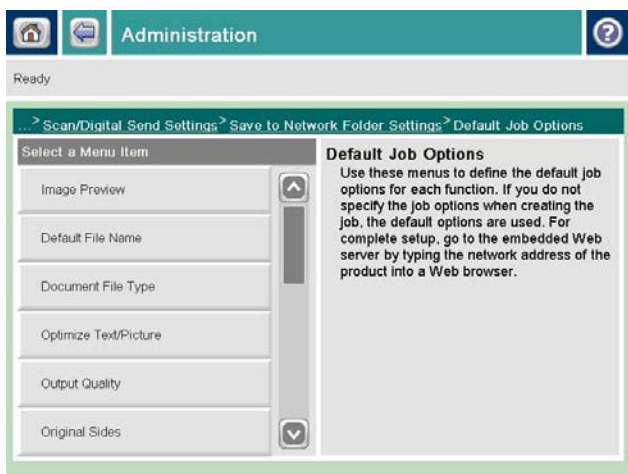 Administration
Ready
...> Scan/Digital Send Settings> Save to Network Folder Settings> Default Job Options
Select a Menu Item
Image Preview
Default File Name
Document File Type
Optimize Text/Picture
Output Quality
Original Sides
Default Job Options
Use these menus to define the default job
options for each function. If you do not
specify the job options when creating the
job, the default options are used. For
complete setup, go to the embedded Web
server by typing the network address of the
product into a Web browser.